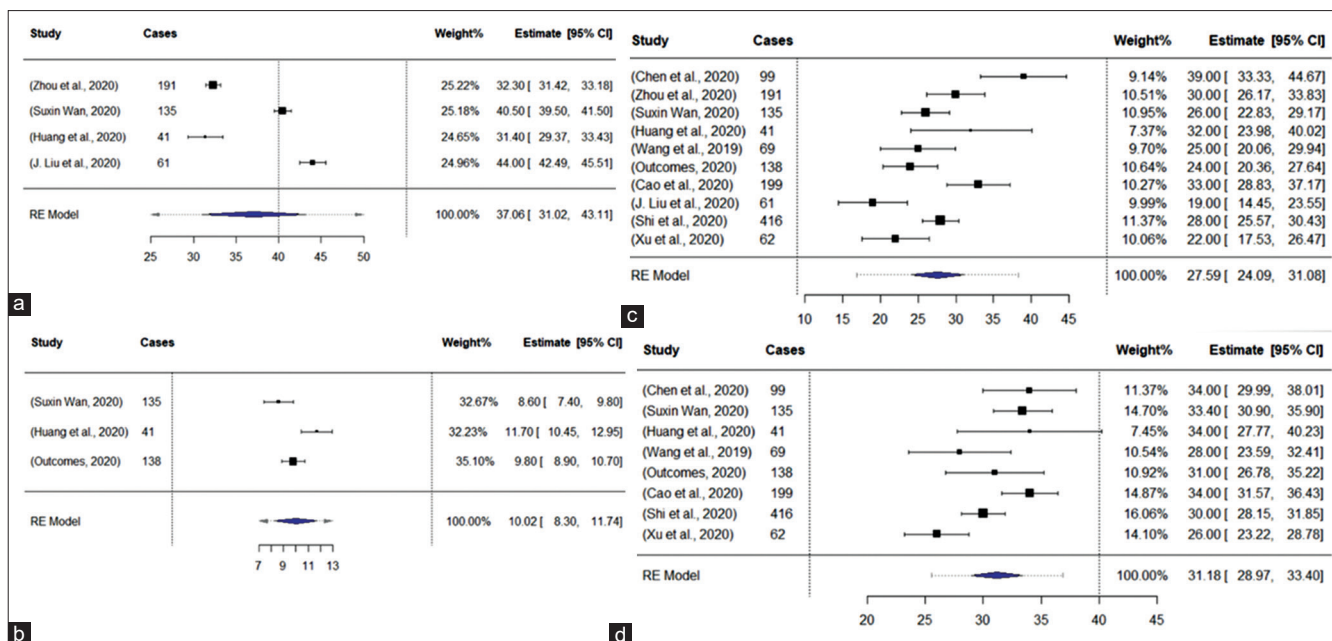 Study Cases Weight% Estimate [95% CI]
(Zhou et al., 2020) 191 25.22% 32.30 [ 31.42, 33.18]
(Suxin Wan, 2020) 135 25.18% 40.50 [ 39.50, 41.50]
(Huang et al., 2020) 41 24.65% 31.40 [ 29.37, 33.43]
(J. Liu et al., 2020) 61 24.96% 44.00 [ 42.49, 45.51]
RE Model 100.00% 37.06 [ 31.02, 43.11]
25 30 35 40 45 50
a
Study Cases Weight% Estimate [95% CI]
(Suxin Wan, 2020) 135 32.67% 8.60 [ 7.40, 9.80]
(Huang et al., 2020) 41 32.23% 11.70 [ 10.45, 12.95]
(Outcomes, 2020) 138 35.10% 9.80 [ 8.90, 10.70]
RE Model 100.00% 10.02 [ 8.30, 11.74]
7 9 11 13
b
Study Cases Weight% Estimate [95% CI]
(Chen et al., 2020) 99 9.14% 39.00 [ 33.33, 44.67]
(Zhou et al., 2020) 191 10.51% 30.00 [ 26.17, 33.83]
(Suxin Wan, 2020) 135 10.95% 26.00 [ 22.83, 29.17]
(Huang et al., 2020) 41 7.37% 32.00 [ 23.98, 40.02]
(Wang et al., 2019) 69 9.70% 25.00 [ 20.06, 29.94]
(Outcomes, 2020) 138 10.64% 24.00 [ 20.36, 27.64]
(Cao et al., 2020) 199 10.27% 33.00 [ 28.83, 37.17]
(J. Liu et al., 2020) 61 9.99% 19.00 [ 14.45, 23.55]
(Shi et al., 2020) 416 11.37% 28.00 [ 25.57, 30.43]
(Xu et al., 2020) 62 10.06% 22.00 [ 17.53, 26.47]
RE Model 100.00% 27.59 [ 24.09, 31.08]
10 15 20 25 30 35 40 45
c
Study Cases Weight% Estimate [95% CI]
(Chen et al., 2020) 99 11.37% 34.00 [ 29.99, 38.01]
(Suxin Wan, 2020) 135 14.70% 33.40 [ 30.90, 35.90]
(Huang et al., 2020) 41 7.45% 34.00 [ 27.77, 40.23]
(Wang et al., 2019) 69 10.54% 28.00 [ 23.59, 32.41]
(Outcomes, 2020) 138 10.92% 31.00 [ 26.78, 35.22]
(Cao et al., 2020) 199 14.87% 34.00 [ 31.57, 36.43]
(Shi et al., 2020) 416 16.06% 30.00 [ 28.15, 31.85]
(Xu et al., 2020) 62 14.10% 26.00 [ 23.22, 28.78]
RE Model 100.00% 31.18 [ 28.97, 33.40]
20 25 30 35 40 45
d